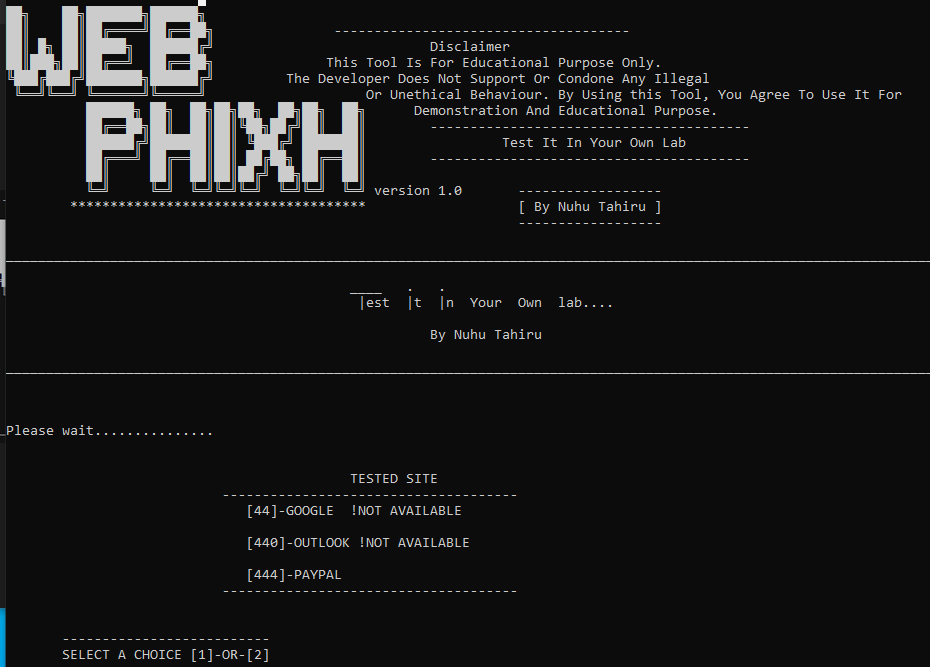 WEB
PHIXH
------------------------------------
Disclaimer
This Tool Is For Educational Purpose Only.
The Developer Does Not Support Or Condone Any Illegal
Or Unethical Behaviour. By Using this Tool, You Agree To Use It For
Demonstration And Educational Purpose.
----------------------------------------
Test It In Your Own Lab
----------------------------------------
version 1.0
------------------
*************************************
[ By Nuhu Tahiru ]
------------------
____ . .
|est |t |n Your Own lab....
By Nuhu Tahiru
Please wait...............
TESTED SITE
-------------------------------------
[44]-GOOGLE !NOT AVAILABLE
[440]-OUTLOOK !NOT AVAILABLE
[444]-PAYPAL
-------------------------------------
--------------------------
SELECT A CHOICE [1]-OR-[2]